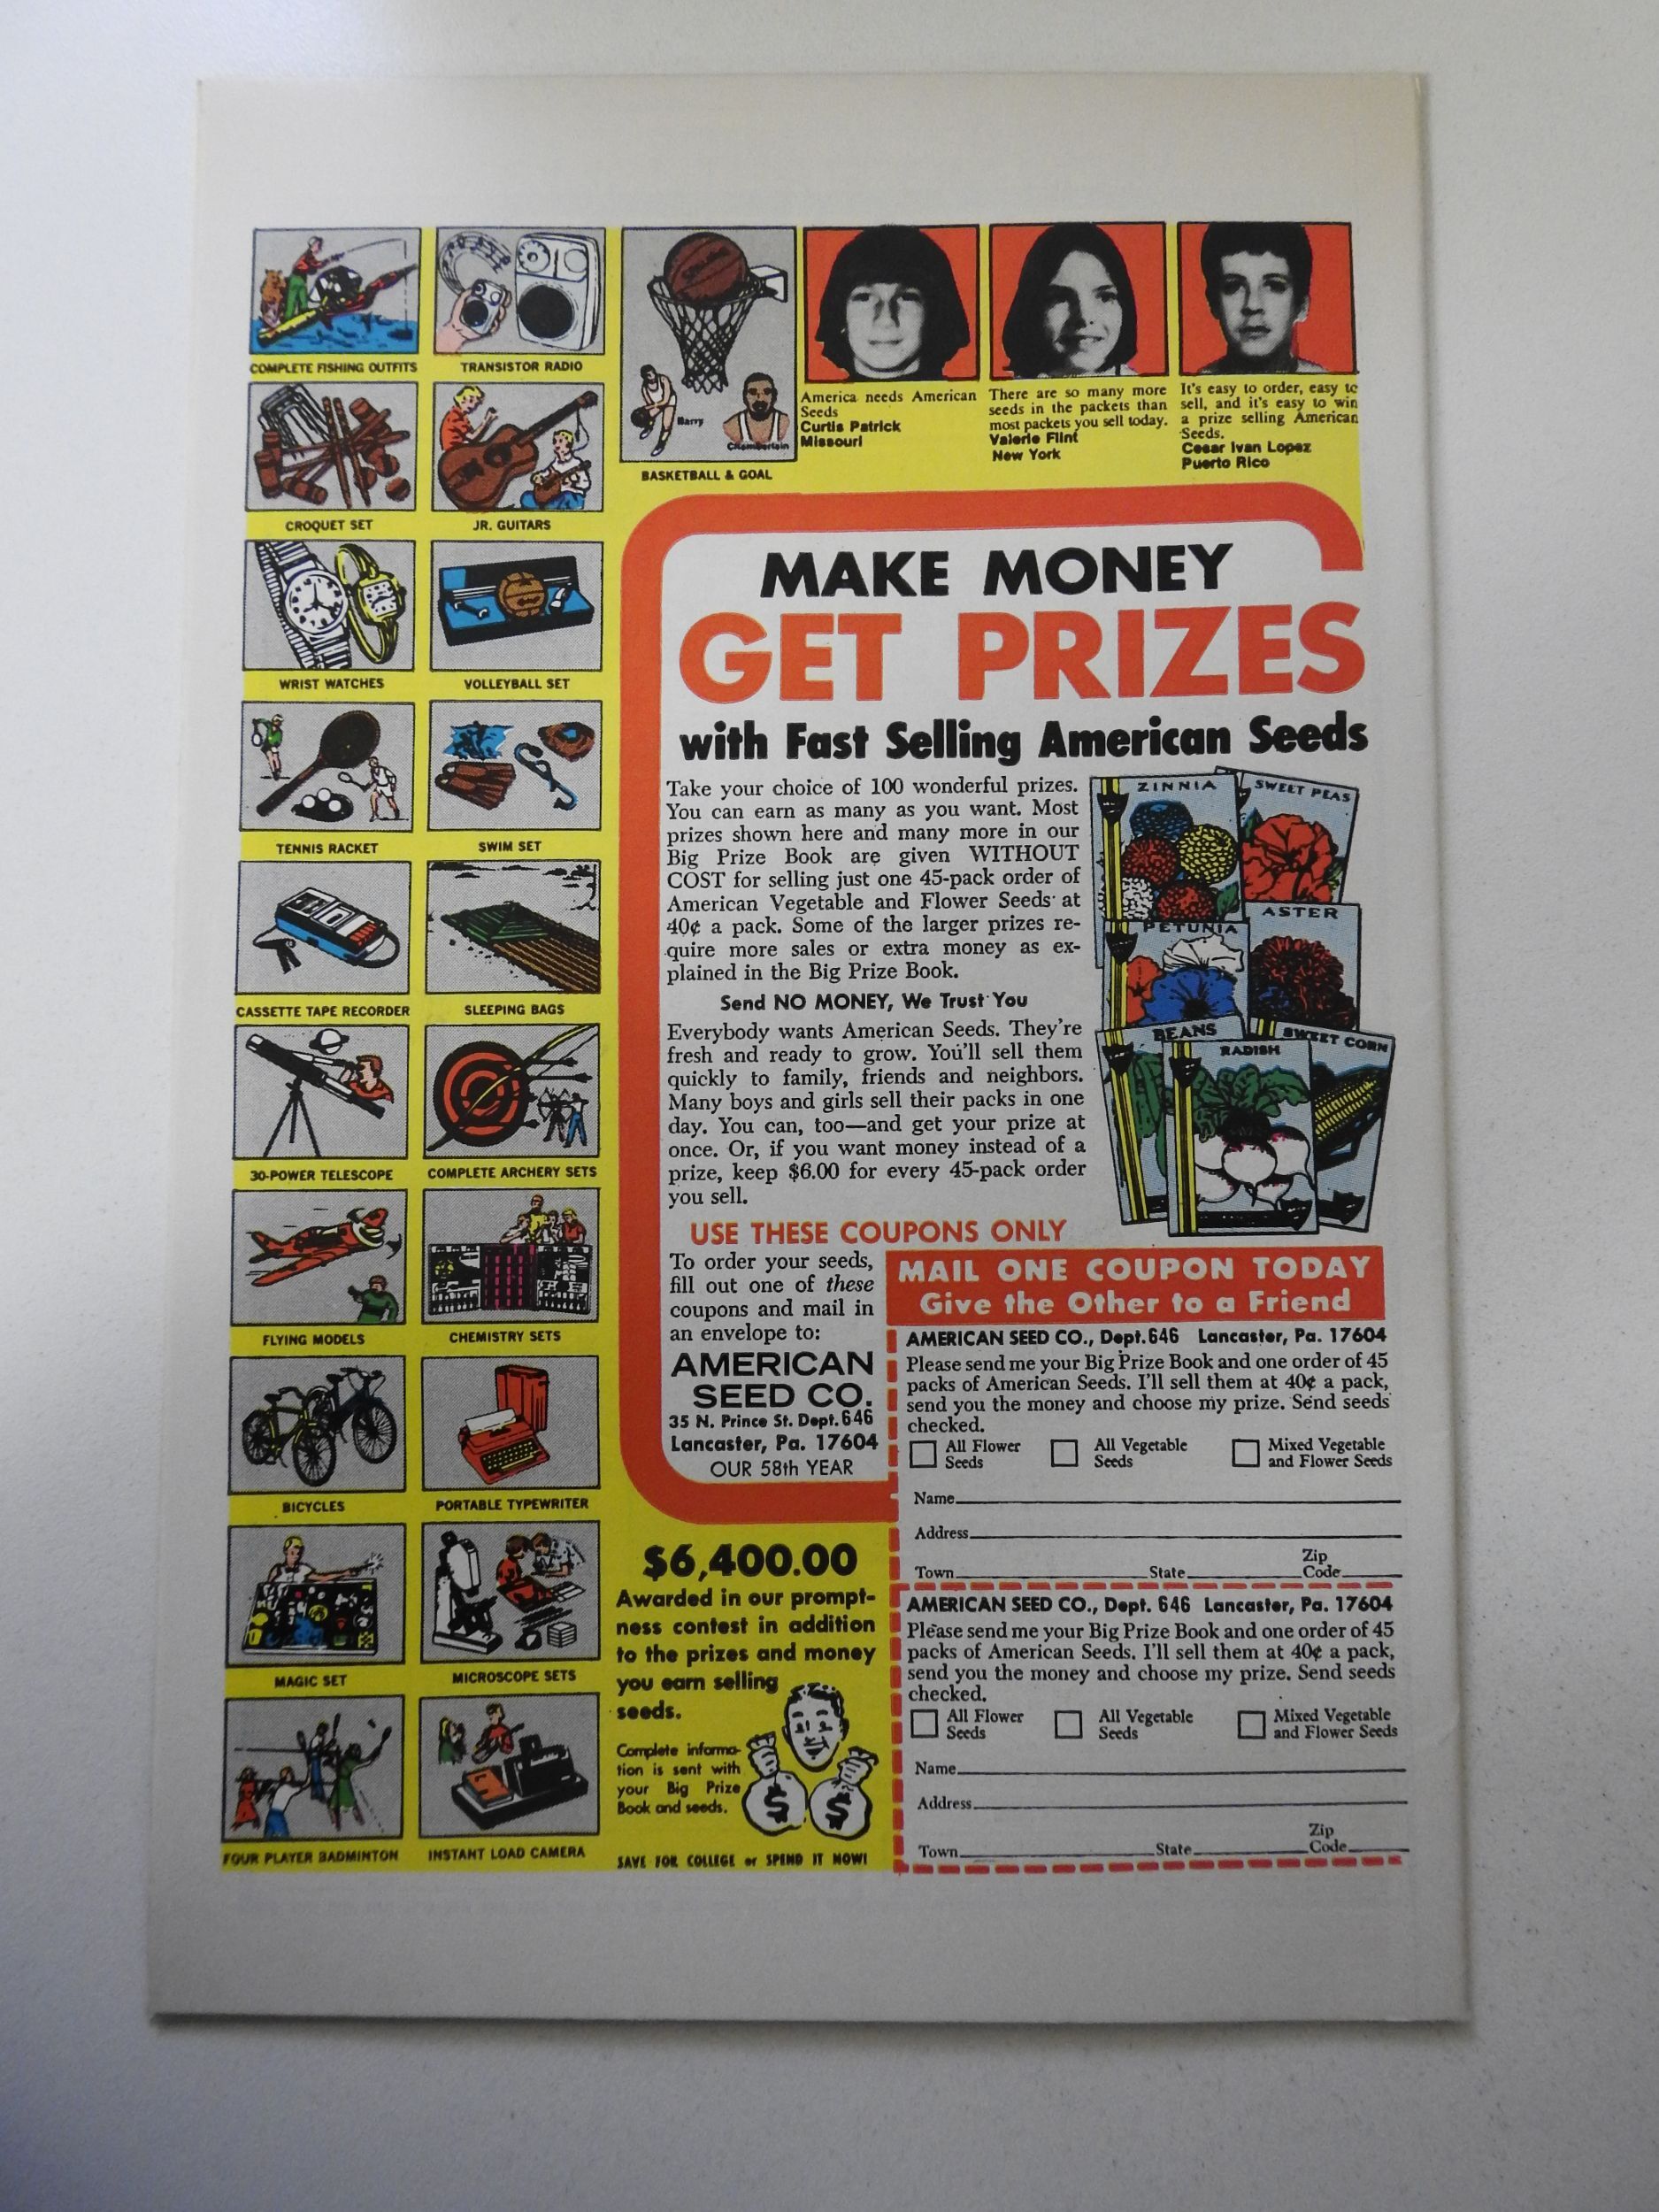 COMPLETE FISHING OUTFITS
TRANSISTOR RADIO
CROQUET SET
JR. GUITARS
WRIST WATCHES
VOLLEYBALL SET
TENNIS RACKET
SWIM SET
CASSETTE TAPE RECORDER
SLEEPING BAGS
30-POWER TELESCOPE
COMPLETE ARCHERY SETS
FLYING MODELS
CHEMISTRY SETS
BICYCLES
PORTABLE TYPEWRITER
MAGIC SET
MICROSCOPE SETS
FOUR PLAYER BADMINTON
INSTANT LOAD CAMERA
Barry
Chamberlain
BASKETBALL & GOAL
America needs American
Seeds
Curtis Patrick
Missouri
There are so many more
seeds in the packets than
most packets you sell today.
Valerie Flint
New York
It's easy to order, easy to
sell, and it's easy to win
a prize selling American
Seeds.
Cesar Ivan Lopez
Puerto Rico
MAKE MONEY
GET PRIZES
with Fast Selling American Seeds
Take your choice of 100 wonderful prizes.
You can earn as many as you want. Most
prizes shown here and many more in our
Big Prize Book are given WITHOUT
COST for selling just one 45-pack order of
American Vegetable and Flower Seeds at
40¢ a pack. Some of the larger prizes re-
quire more sales or extra money as ex-
plained in the Big Prize Book.
Send NO MONEY, We Trust You
Everybody wants American Seeds. They're
fresh and ready to grow. You'll sell them
quickly to family, friends and neighbors.
Many boys and girls sell their packs in one
day. You can, too—and get your prize at
once. Or, if you want money instead of a
prize, keep $6.00 for every 45-pack order
you sell.
ZINNIA
SWEET PEAS
PETUNIA
ASTER
BEANS
RADISH
SWEET CORN
USE THESE COUPONS ONLY
To order your seeds,
fill out one of these
coupons and mail in
an envelope to:
AMERICAN
SEED CO.
35 N. Prince St. Dept. 646
Lancaster, Pa. 17604
OUR 58th YEAR
MAIL ONE COUPON TODAY
Give the Other to a Friend
AMERICAN SEED CO., Dept. 646 Lancaster, Pa. 17604
Please send me your Big Prize Book and one order of 45
packs of American Seeds. I'll sell them at 40¢ a pack,
send you the money and choose my prize. Send seeds
checked.
All Flower Seeds
All Vegetable Seeds
Mixed Vegetable and Flower Seeds
Name
Address
Town State Zip Code
AMERICAN SEED CO., Dept. 646 Lancaster, Pa. 17604
Please send me your Big Prize Book and one order of 45
packs of American Seeds. I'll sell them at 40¢ a pack,
send you the money and choose my prize. Send seeds
checked.
All Flower Seeds
All Vegetable Seeds
Mixed Vegetable and Flower Seeds
Name
Address
Town State Zip Code
$6,400.00
Awarded in our prompt-
ness contest in addition
to the prizes and money
you earn selling
seeds.
Complete informa-
tion is sent with
your Big Prize
Book and seeds.
$ $
SAVE FOR COLLEGE or SPEND IT NOW!